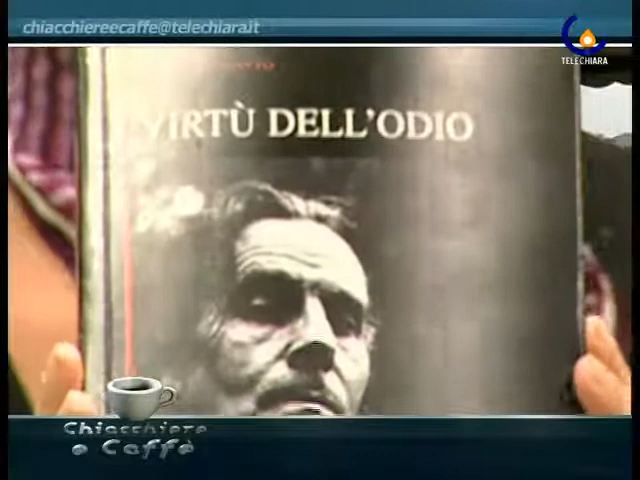 chiacchiereecaffe@telechiara.it
TELECHIARA
VIRTÙ DELL'ODIO
Chiacchiere
e Caffè